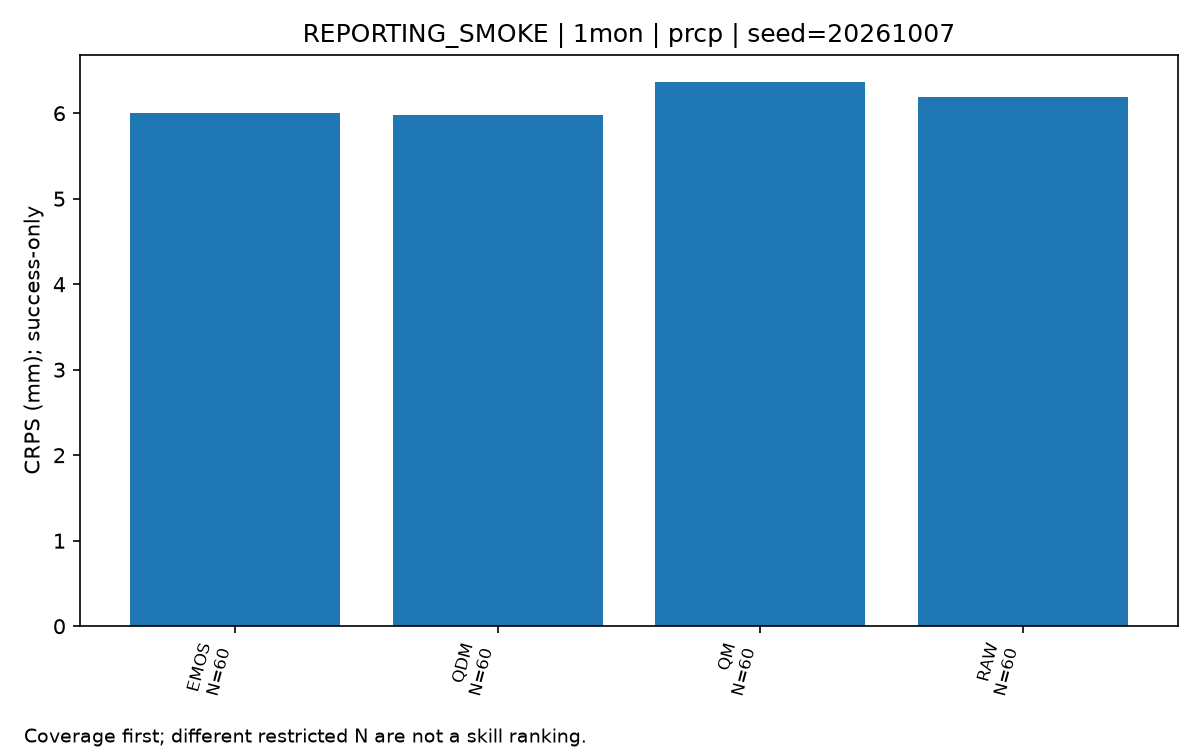 REPORTING_SMOKE | 1mon | prcp | seed=20261007
CRPS (mm); success-only
6
5
4
3
2
1
0
EMOS
N=60
QDM
N=60
QM
N=60
RAW
N=60
Coverage first; different restricted N are not a skill ranking.